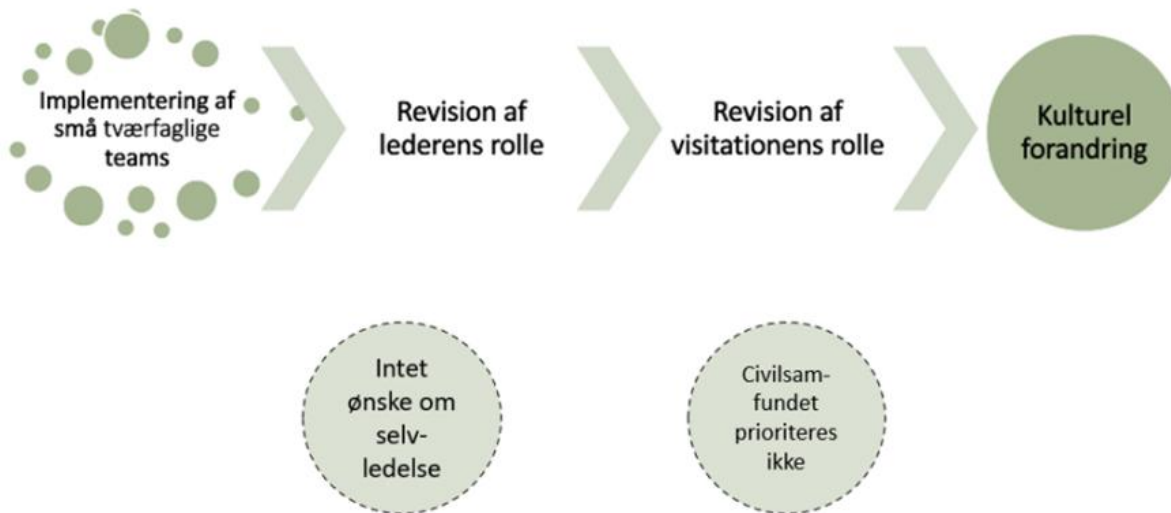 Implementering af
små tværfaglige
teams
Revision af
lederens rolle
Revision af
visitationens rolle
Kulturel
forandring
Intet
ønske om
selv-
ledelse
Civilsam-
fundet
prioriteres
ikke